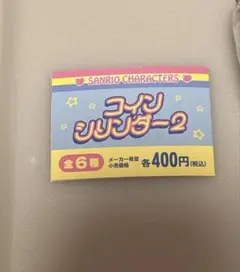 SANRIO CHARACTERS
コイン
シリンダー2
全6種
メーカー希望
小売価格
各400円(税込)